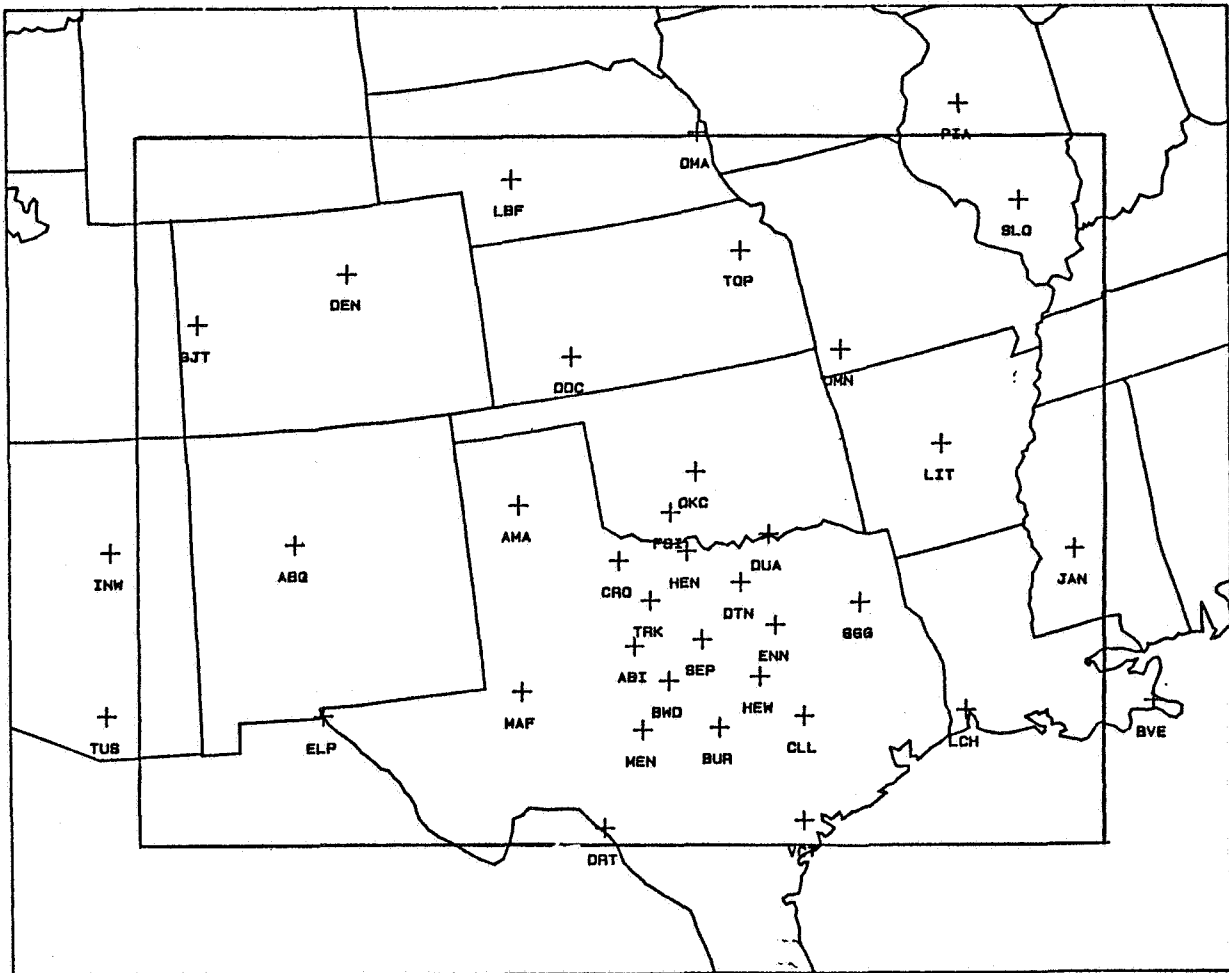 PIA
OMA
LBF
SLO
TOP
DEN
GJT
DDC
UMN
OKC
LIT
AMA
FSI
DUA
HEN
JAN
ABQ
INW
CRO
DTN
TRK
GGG
ENN
SEP
ABI
HEW
BWD
MAF
BVE
LCH
TUS
ELP
CLL
BUR
MEN
VCT
DRT